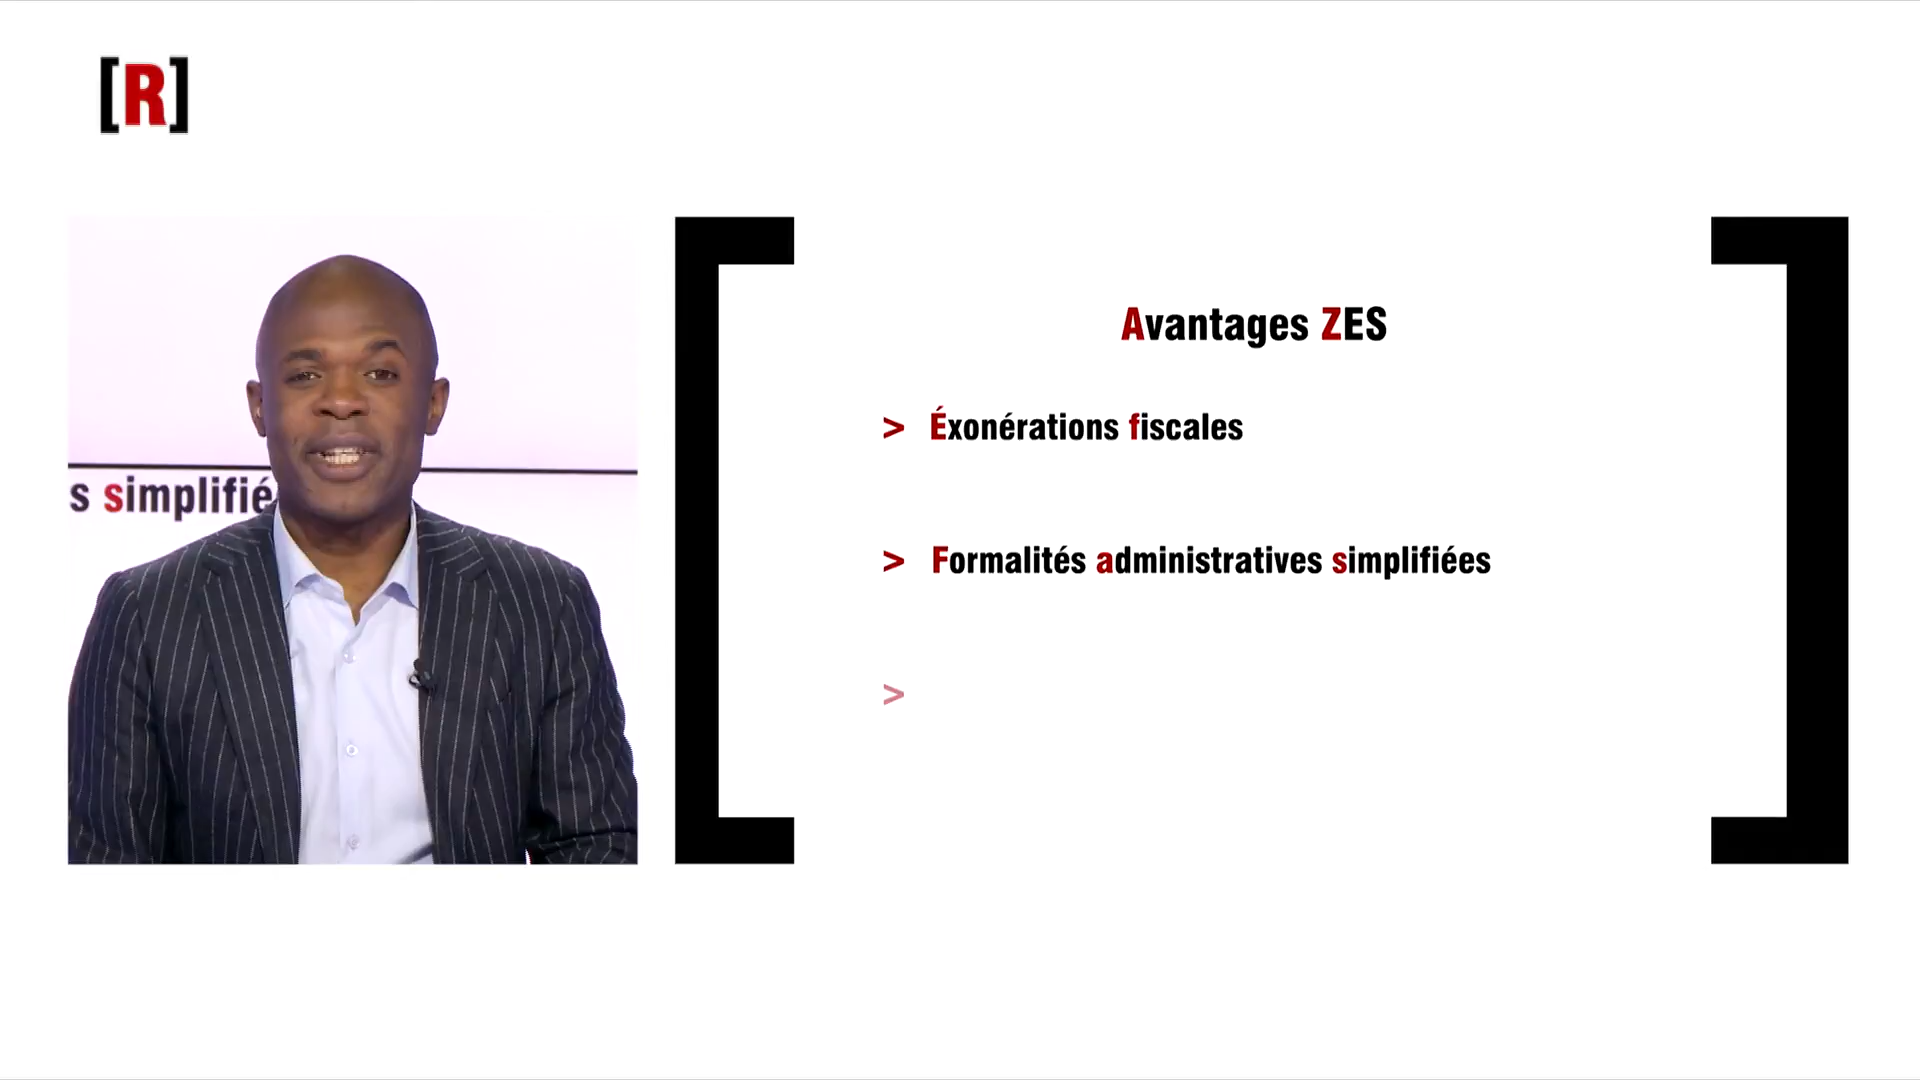 [R]
s simplifié
Avantages ZES
> Éxonérations fiscales
> Formalités administratives simplifiées
>